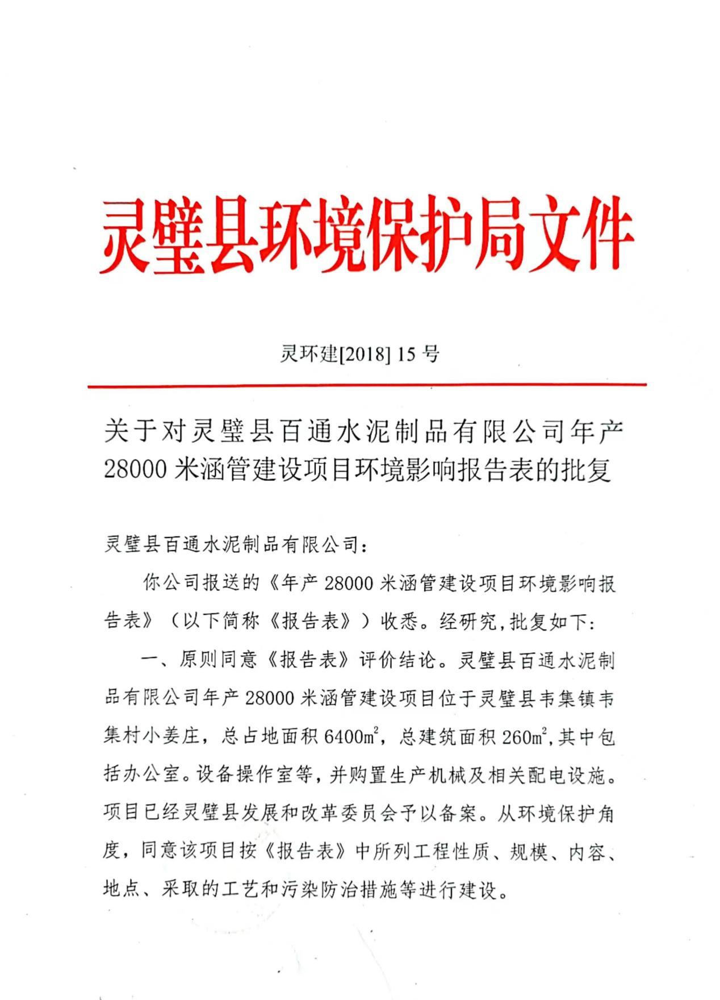 灵璧县环境保护局文件
灵环建[2018] 15 号
关于对灵璧县百通水泥制品有限公司年产
28000 米涵管建设项目环境影响报告表的批复
灵璧县百通水泥制品有限公司：
你公司报送的《年产 28000 米涵管建设项目环境影响报
告表》（以下简称《报告表》）收悉。经研究,批复如下：
一、原则同意《报告表》评价结论。灵璧县百通水泥制
品有限公司年产 28000 米涵管建设项目位于灵璧县韦集镇韦
集村小姜庄，总占地面积 6400㎡，总建筑面积 260㎡,其中包
括办公室。设备操作室等，并购置生产机械及相关配电设施。
项目已经灵璧县发展和改革委员会予以备案。从环境保护角
度，同意该项目按《报告表》中所列工程性质、规模、内容、
地点、采取的工艺和污染防治措施等进行建设。